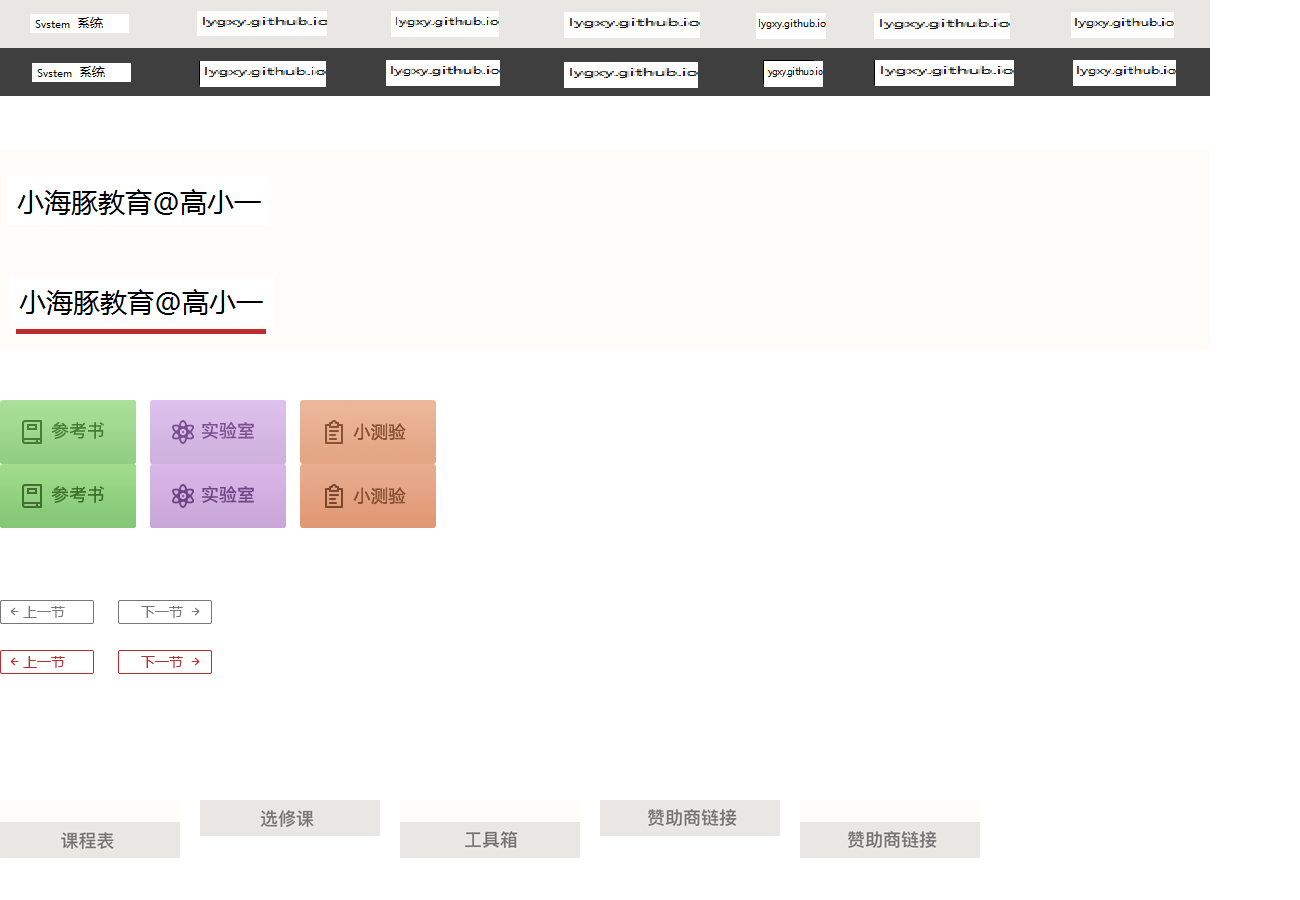 System 系统 lygxy.github.io lygxy.github.io lygxy.github.io lygxy.github.io lygxy.github.io lygxy.github.io
System 系统 lygxy.github.io lygxy.github.io lygxy.github.io lygxy.github.io lygxy.github.io lygxy.github.io
小海豚教育@高小一
小海豚教育@高小一
参考书 实验室 小测验
参考书 实验室 小测验
← 上一节 下一节 →
← 上一节 下一节 →
选修课 赞助商链接
课程表 工具箱 赞助商链接